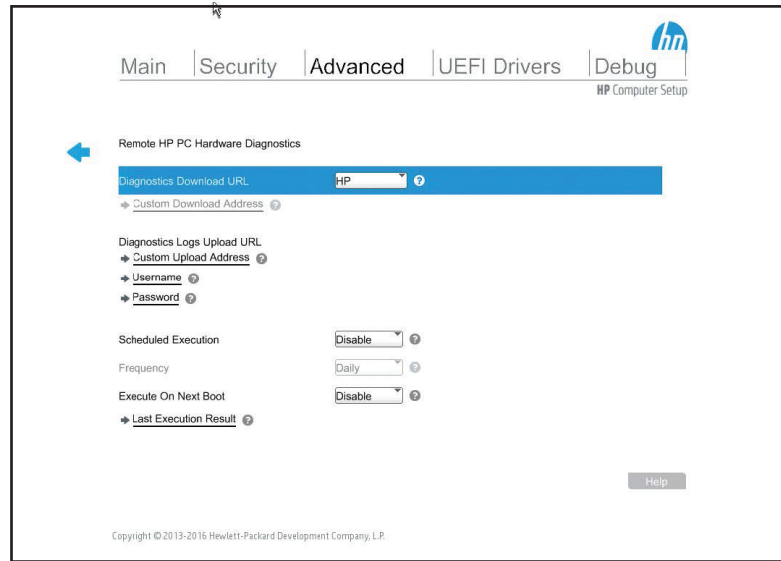 hp
Main Security Advanced UEFI Drivers Debug
HP Computer Setup
Remote HP PC Hardware Diagnostics
Diagnostics Download URL HP ?
Custom Download Address ?
Diagnostics Logs Upload URL
Custom Upload Address ?
Username ?
Password ?
Scheduled Execution Disable ?
Frequency Daily ?
Execute On Next Boot Disable ?
Last Execution Result ?
Help
Copyright © 2013-2016 Hewlett-Packard Development Company, L.P.